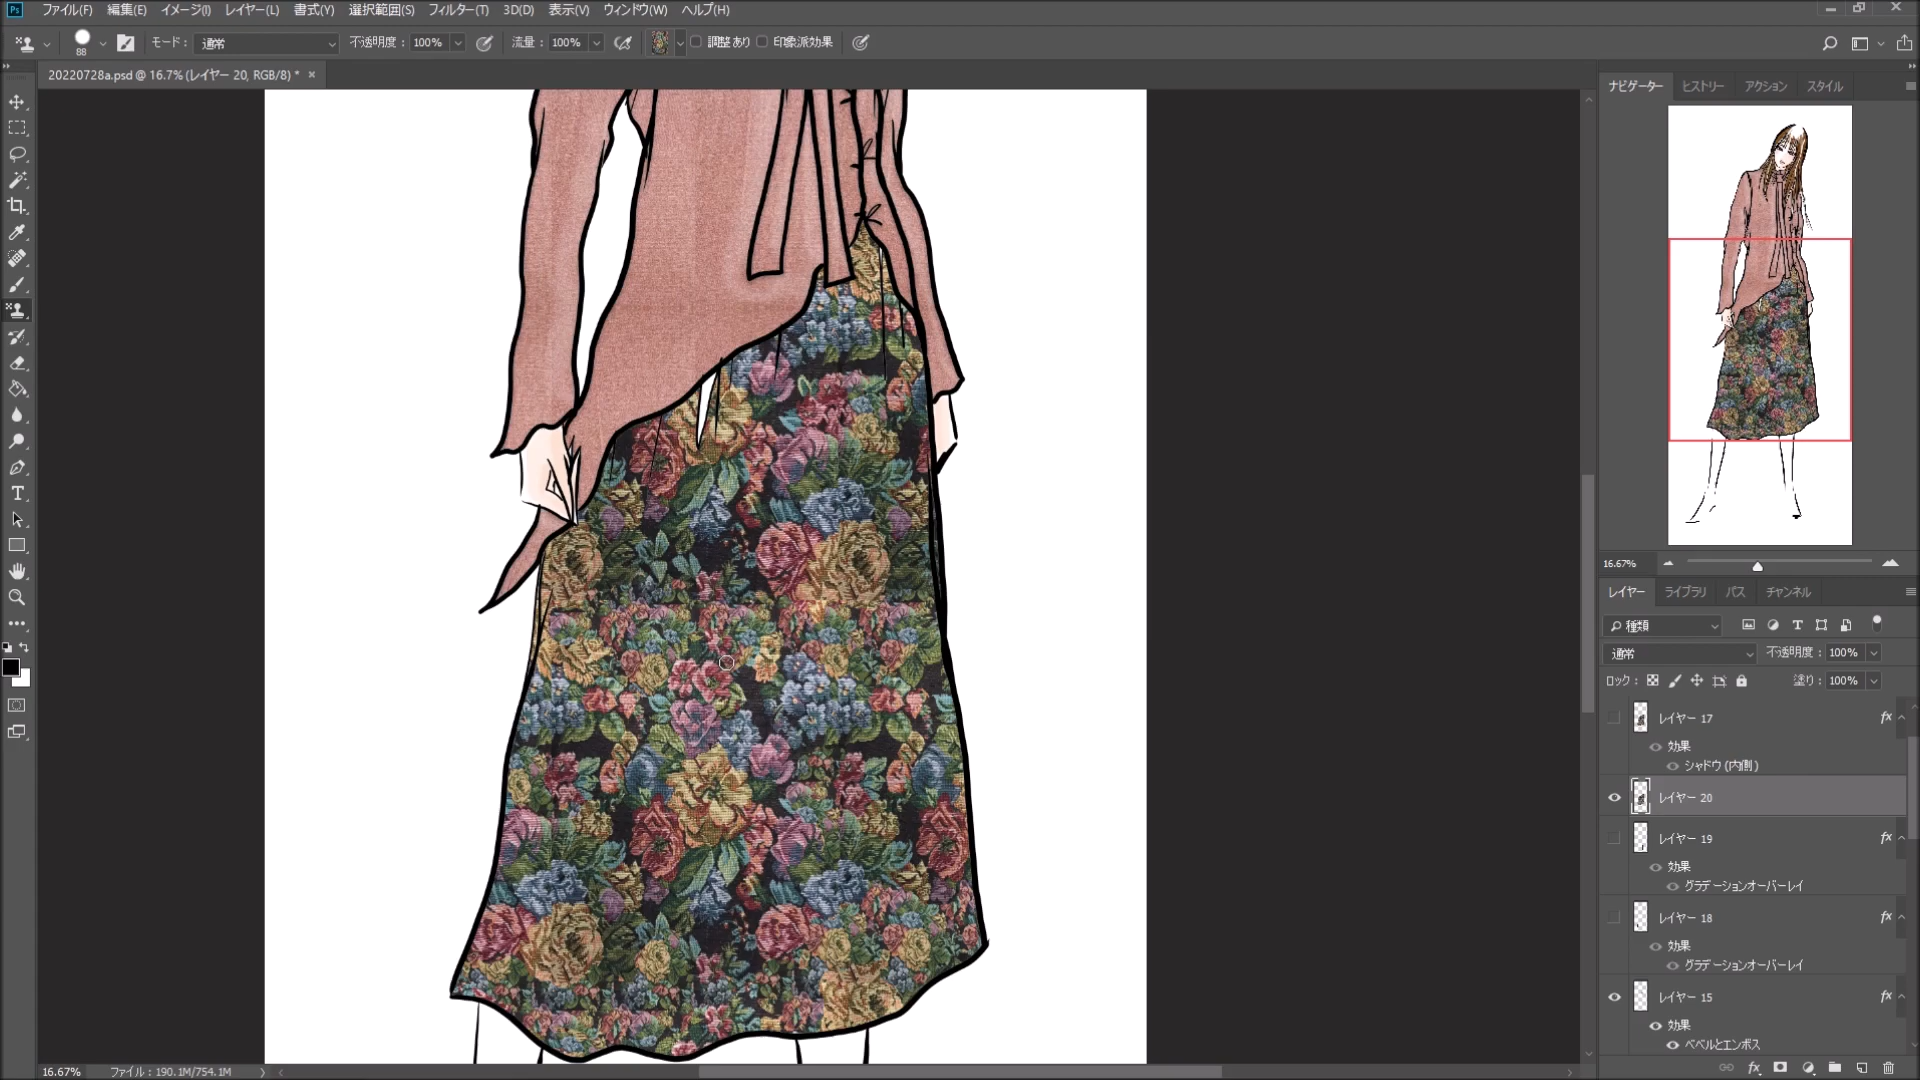 Ps ファイル(F) 編集(E) イメージ(I) レイヤー(L) 書式(Y) 選択範囲(S) フィルター(T) 3D(D) 表示(V) ウィンドウ(W) ヘルプ(H)
88 モード： 通常 不透明度： 100% 流量： 100% 調整あり 印象派効果
20220728a.psd @ 16.7% (レイヤー 20, RGB/8) *
ナビゲーター ヒストリー アクション スタイル
16.67%
レイヤー ライブラリ パス チャンネル
種類
通常 不透明度： 100%
ロック： 塗り： 100%
レイヤー 17 fx
効果
シャドウ (内側)
レイヤー 20
レイヤー 19 fx
効果
グラデーションオーバーレイ
レイヤー 18 fx
効果
グラデーションオーバーレイ
レイヤー 15 fx
効果
ベベルとエンボス
16.67% ファイル : 190.1M/754.1M